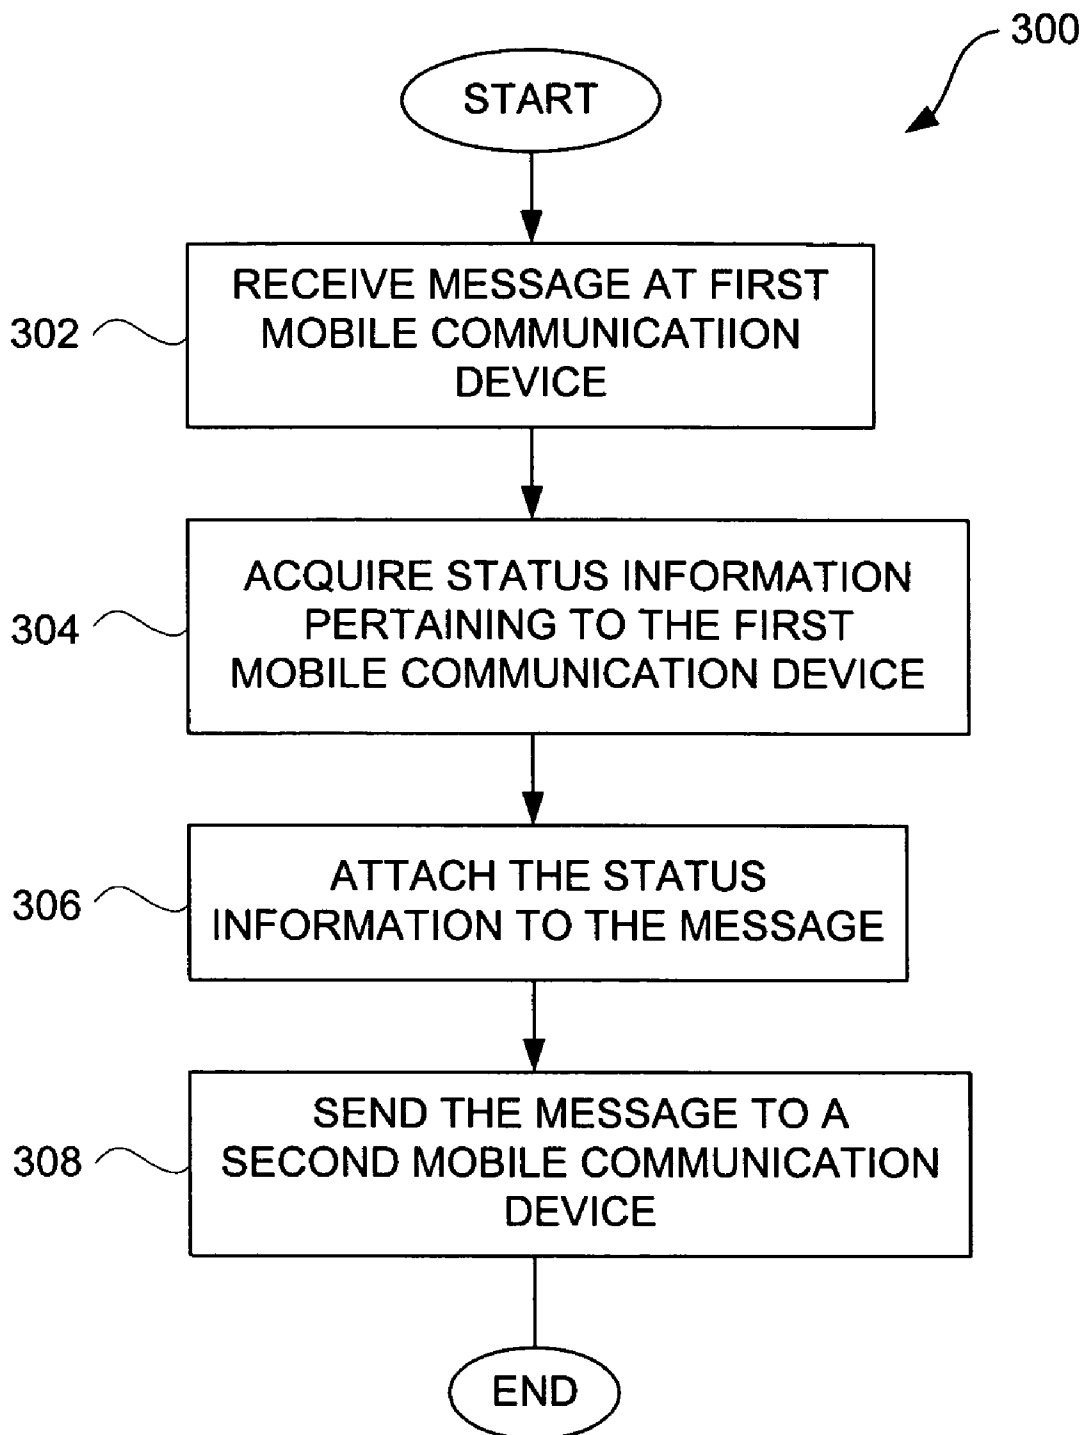 300
START
302
RECEIVE MESSAGE AT FIRST
MOBILE COMMUNICATIION
DEVICE
304
ACQUIRE STATUS INFORMATION
PERTAINING TO THE FIRST
MOBILE COMMUNICATION DEVICE
306
ATTACH THE STATUS
INFORMATION TO THE MESSAGE
308
SEND THE MESSAGE TO A
SECOND MOBILE COMMUNICATION
DEVICE
END